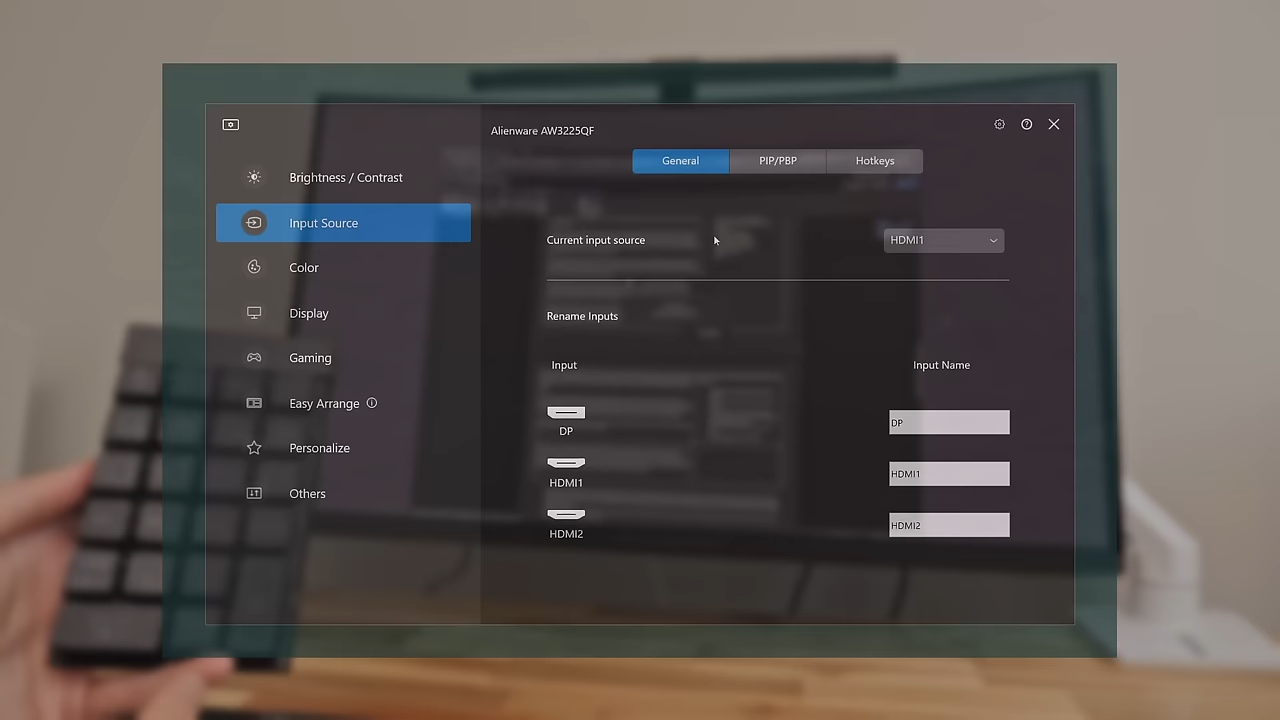 Alienware AW3225QF
General
PIP/PBP
Hotkeys
Brightness / Contrast
Input Source
Color
Display
Gaming
Easy Arrange
Personalize
Others
Current input source
HDMI1
Rename Inputs
Input
Input Name
DP
DP
HDMI1
HDMI1
HDMI2
HDMI2